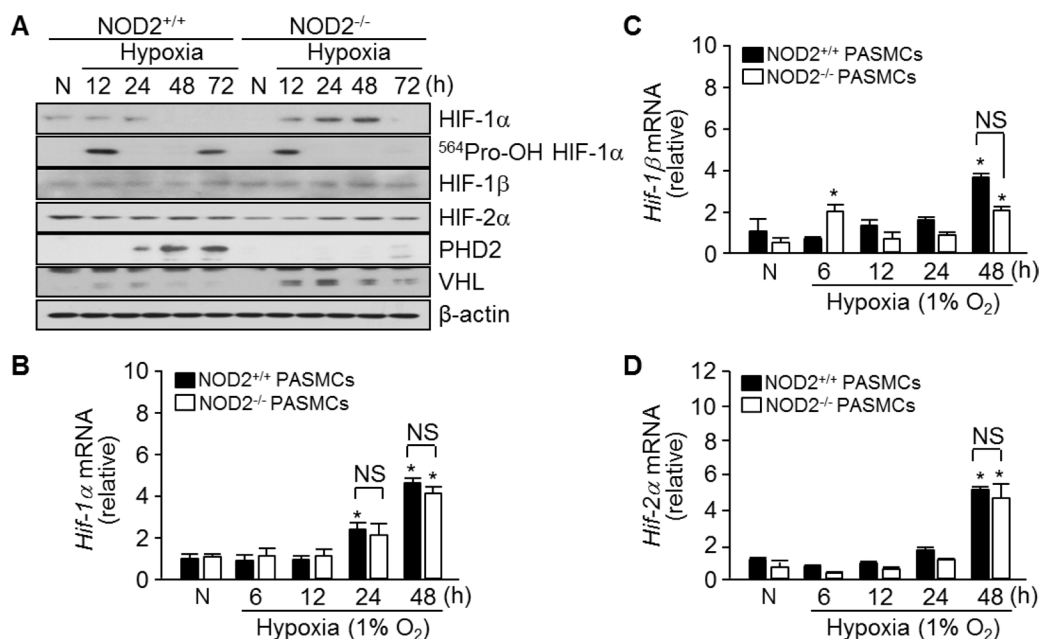 A
NOD2+/+ NOD2-/-
Hypoxia Hypoxia
N 12 24 48 72 N 12 24 48 72 (h)
HIF-1α
564Pro-OH HIF-1α
HIF-1β
HIF-2α
PHD2
VHL
β-actin
B
NOD2+/+ PASMCs
NOD2-/- PASMCs
Hif-1α mRNA
(relative)
10
8
6
4
2
0
NS
NS
* * *
N 6 12 24 48 (h)
Hypoxia (1% O2)
C
NOD2+/+ PASMCs
NOD2-/- PASMCs
Hif-1β mRNA
(relative)
10
8
6
4
2
0
NS
* * *
N 6 12 24 48 (h)
Hypoxia (1% O2)
D
NOD2+/+ PASMCs
NOD2-/- PASMCs
Hif-2α mRNA
(relative)
12
10
8
6
4
2
0
NS
* *
N 6 12 24 48 (h)
Hypoxia (1% O2)